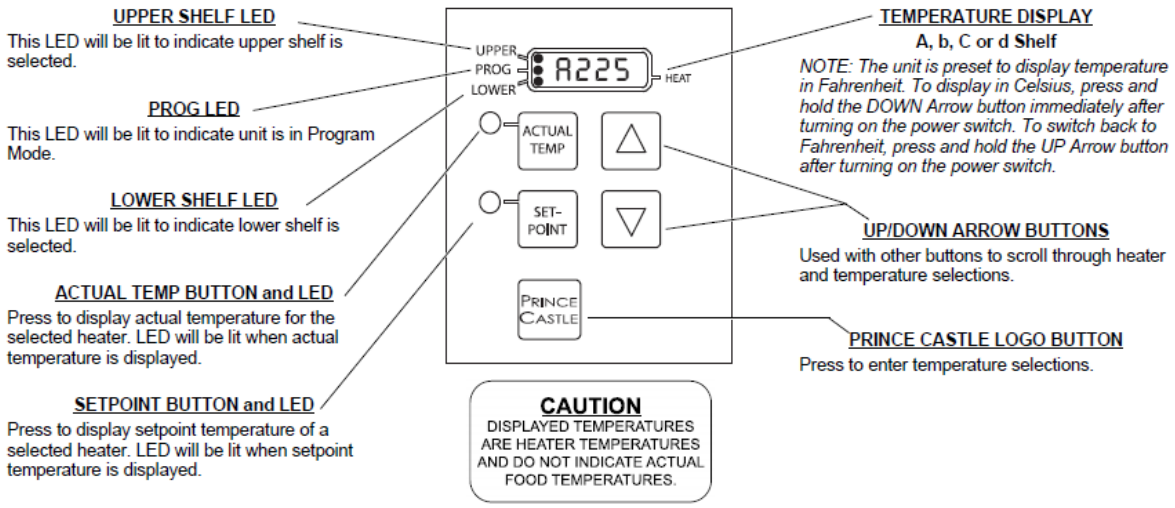 UPPER SHELF LED
This LED will be lit to indicate upper shelf is
selected.
PROG LED
This LED will be lit to indicate unit is in Program
Mode.
LOWER SHELF LED
This LED will be lit to indicate lower shelf is
selected.
ACTUAL TEMP BUTTON and LED
Press to display actual temperature for the
selected heater. LED will be lit when actual
temperature is displayed.
SETPOINT BUTTON and LED
Press to display setpoint temperature of a
selected heater. LED will be lit when setpoint
temperature is displayed.
UPPER
PROG
LOWER
A225
HEAT
ACTUAL
TEMP
SET-
POINT
PRINCE
CASTLE
CAUTION
DISPLAYED TEMPERATURES
ARE HEATER TEMPERATURES
AND DO NOT INDICATE ACTUAL
FOOD TEMPERATURES.
TEMPERATURE DISPLAY
A, b, C or d Shelf
NOTE: The unit is preset to display temperature
in Fahrenheit. To display in Celsius, press and
hold the DOWN Arrow button immediately after
turning on the power switch. To switch back to
Fahrenheit, press and hold the UP Arrow button
after turning on the power switch.
UP/DOWN ARROW BUTTONS
Used with other buttons to scroll through heater
and temperature selections.
PRINCE CASTLE LOGO BUTTON
Press to enter temperature selections.